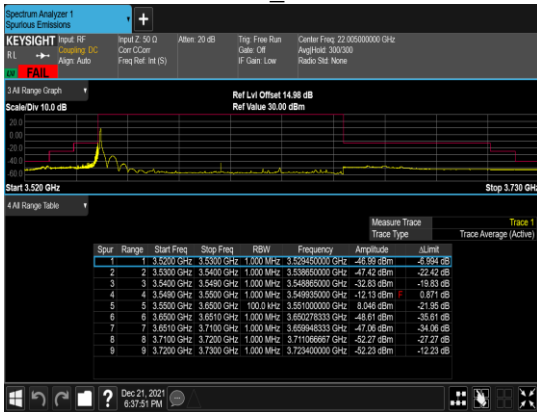 Spectrum Analyzer 1
Spurious Emissions
+
KEYSIGHT Input: RF Input Z: 50 Ω Atten: 20 dB Trig: Free Run Center Freq: 22.005000000 GHz
RL Coupling: DC Corr CCorr Gate: Off Avg|Hold: 300/300
Align: Auto Freq Ref: Int (S) IF Gain: Low Radio Std: None
FAIL
3 All Range Graph
Ref Lvl Offset 14.98 dB
Scale/Div 10.0 dB Ref Value 30.00 dBm
20.0
0.00
-20.0
-40.0
-60.0
Start 3.520 GHz Stop 3.730 GHz
4 All Range Table
Measure Trace Trace 1
Trace Type Trace Average (Active)
Spur Range Start Freq Stop Freq RBW Frequency Amplitude ΔLimit
1 1 3.5200 GHz 3.5300 GHz 1.000 MHz 3.529450000 GHz -46.99 dBm -6.994 dB
2 2 3.5300 GHz 3.5400 GHz 1.000 MHz 3.538650000 GHz -47.42 dBm -22.42 dB
3 3 3.5400 GHz 3.5490 GHz 1.000 MHz 3.548865000 GHz -32.83 dBm -19.83 dB
4 4 3.5490 GHz 3.5500 GHz 1.000 MHz 3.549935000 GHz -12.13 dBm F 0.871 dB
5 5 3.5500 GHz 3.6500 GHz 100.0 kHz 3.551000000 GHz 8.046 dBm -21.95 dB
6 6 3.6500 GHz 3.6510 GHz 1.000 MHz 3.650278333 GHz -48.61 dBm -35.61 dB
7 7 3.6510 GHz 3.7100 GHz 1.000 MHz 3.659948333 GHz -47.06 dBm -34.06 dB
8 8 3.7100 GHz 3.7200 GHz 1.000 MHz 3.711066667 GHz -52.27 dBm -27.27 dB
9 9 3.7200 GHz 3.7300 GHz 1.000 MHz 3.723400000 GHz -52.23 dBm -12.23 dB
? Dec 21, 2021
6:37:51 PM